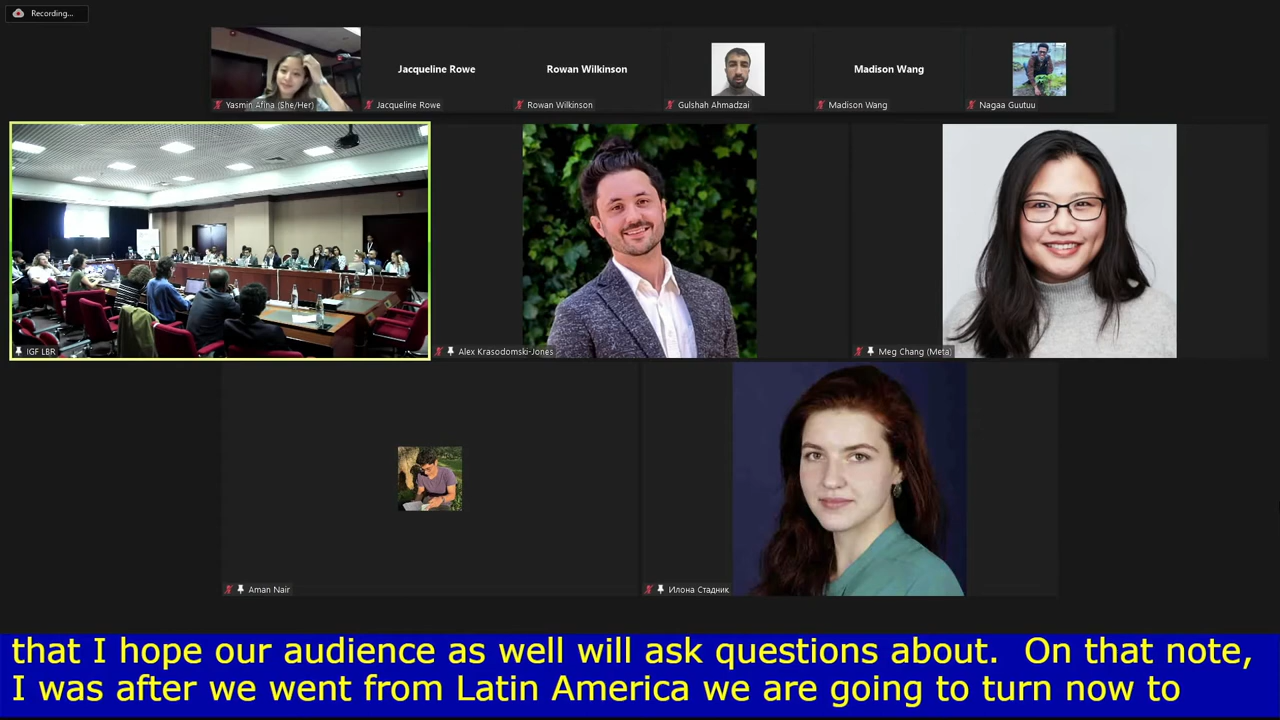 Recording...
Jacqueline Rowe
Rowan Wilkinson
Madison Wang
Yasmin Afina (She/Her)
Jacqueline Rowe
Rowan Wilkinson
Gulshah Ahmadzai
Madison Wang
Nagaa Guutuu
IGF LBR
Alex Krasodomski-Jones
Meg Chang (Meta)
Aman Nair
Илона Стадник
that I hope our audience as well will ask questions about.  On that note,
I was after we went from Latin America we are going to turn now to